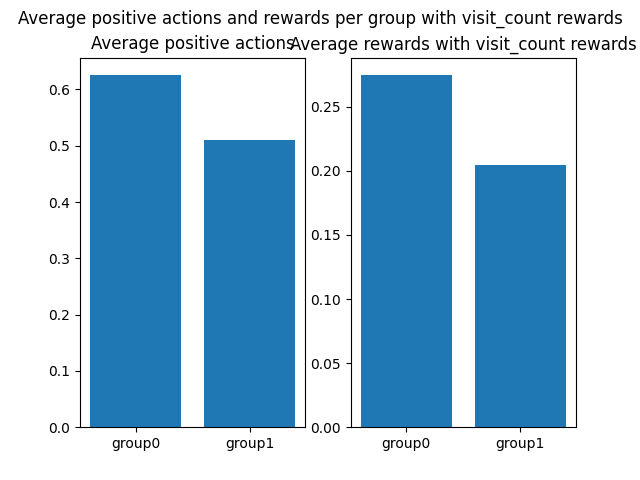 Average positive actions and rewards per group with visit_count rewards
Average positive actions
0.6
0.5
0.4
0.3
0.2
0.1
0.0
group0
group1
Average rewards with visit_count rewards
0.25
0.20
0.15
0.10
0.05
0.00
group0
group1